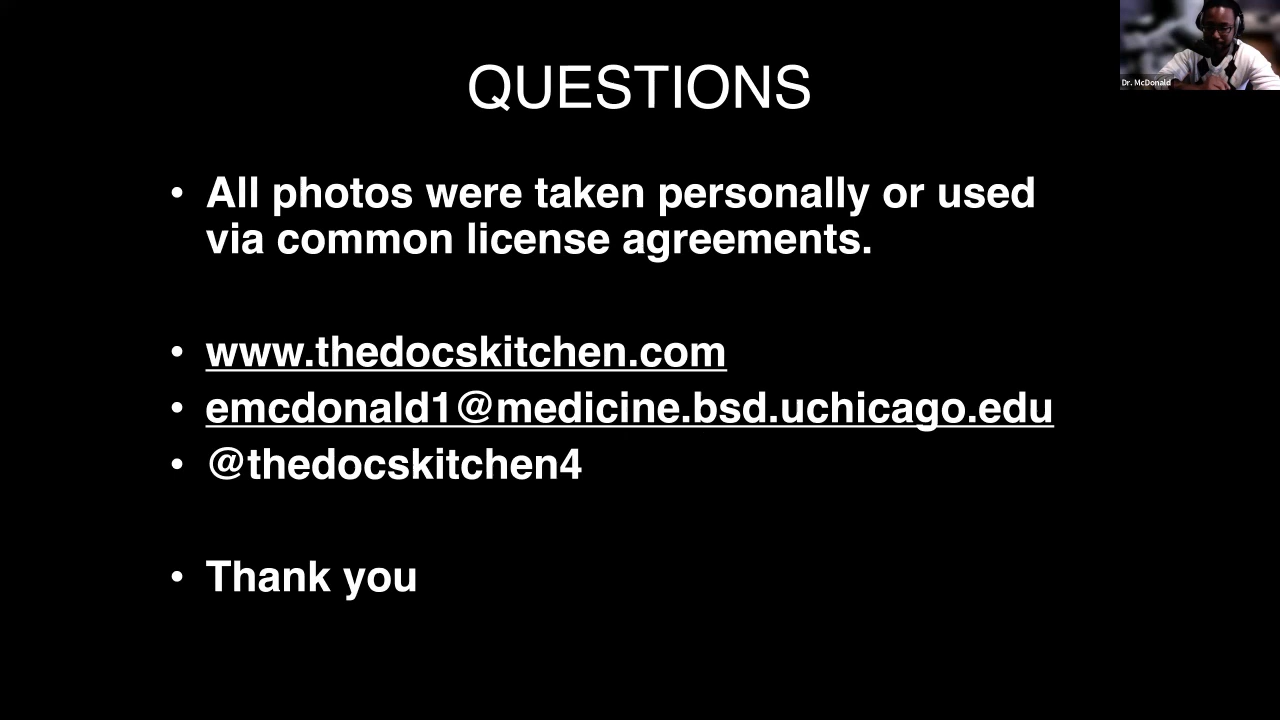 QUESTIONS
Dr. McDonald
• All photos were taken personally or used
via common license agreements.
• www.thedocskitchen.com
• emcdonald1@medicine.bsd.uchicago.edu
• @thedocskitchen4
• Thank you